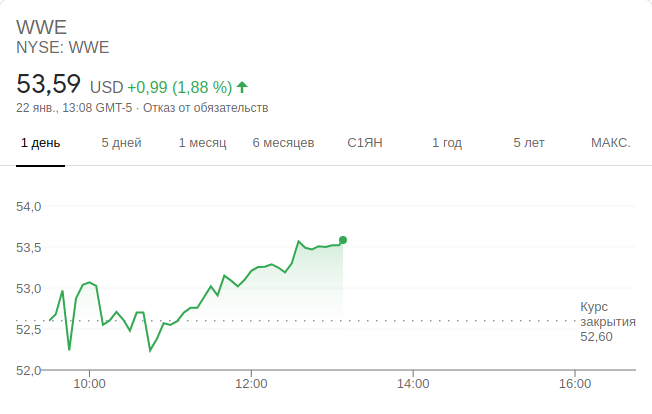 WWE
NYSE: WWE
53,59 USD +0,99 (1,88 %)
22 янв., 13:08 GMT-5 · Отказ от обязательств
1 день 5 дней 1 месяц 6 месяцев С1ЯН 1 год 5 лет МАКС.
54,0
53,5
53,0
52,5
52,0
Курс
закрытия
52,60
10:00 12:00 14:00 16:00